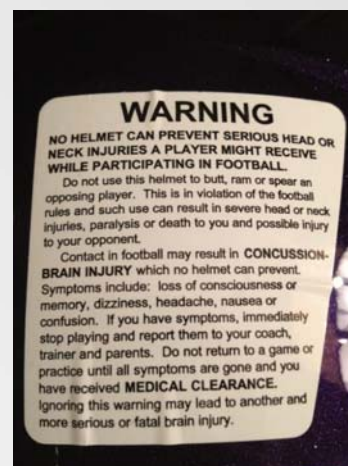 WARNING
NO HELMET CAN PREVENT SERIOUS HEAD OR
NECK INJURIES A PLAYER MIGHT RECEIVE
WHILE PARTICIPATING IN FOOTBALL.
Do not use this helmet to butt, ram or spear an
opposing player. This is in violation of the football
rules and such use can result in severe head or neck
injuries, paralysis or death to you and possible injury
to your opponent.
Contact in football may result in CONCUSSION-
BRAIN INJURY which no helmet can prevent.
Symptoms include: loss of consciousness or
memory, dizziness, headache, nausea or
confusion. If you have symptoms, immediately
stop playing and report them to your coach,
trainer and parents. Do not return to a game or
practice until all symptoms are gone and you
have received MEDICAL CLEARANCE.
Ignoring this warning may lead to another and
more serious or fatal brain injury.